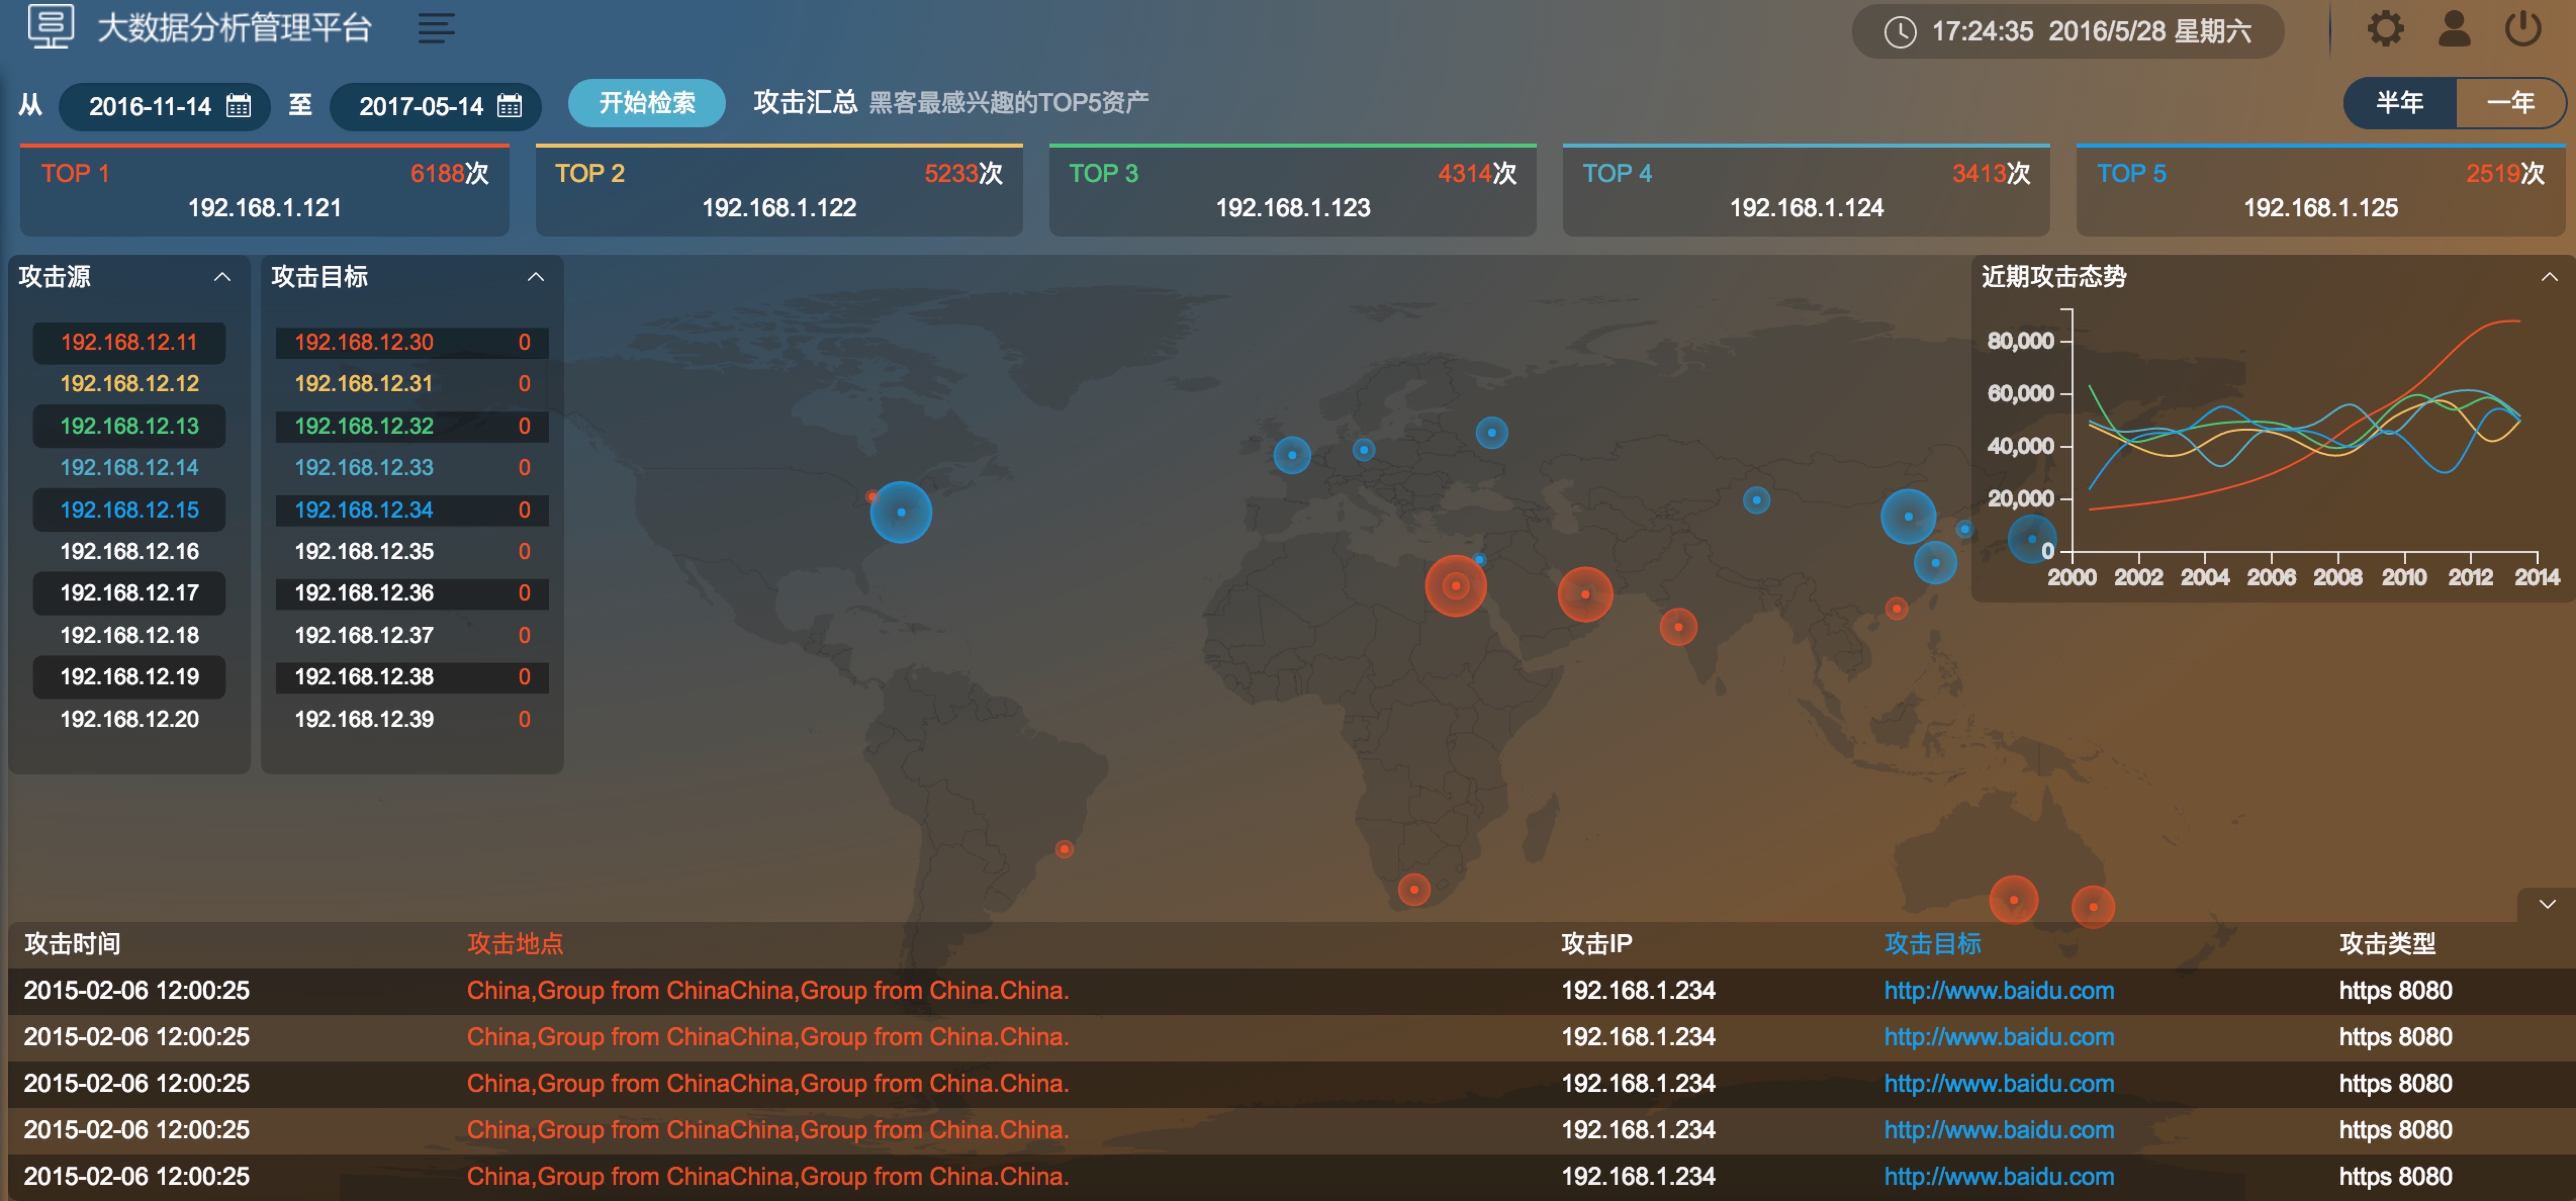 大数据分析管理平台
17:24:35 2016/5/28 星期六
从 2016-11-14 至 2017-05-14 开始检索 攻击汇总 黑客最感兴趣的TOP5资产 半年 一年
TOP 1 6188次
192.168.1.121
TOP 2 5233次
192.168.1.122
TOP 3 4314次
192.168.1.123
TOP 4 3413次
192.168.1.124
TOP 5 2519次
192.168.1.125
攻击源
192.168.12.11
192.168.12.12
192.168.12.13
192.168.12.14
192.168.12.15
192.168.12.16
192.168.12.17
192.168.12.18
192.168.12.19
192.168.12.20
攻击目标
192.168.12.30 0
192.168.12.31 0
192.168.12.32 0
192.168.12.33 0
192.168.12.34 0
192.168.12.35 0
192.168.12.36 0
192.168.12.37 0
192.168.12.38 0
192.168.12.39 0
近期攻击态势
80,000
60,000
40,000
20,000
0
2000 2002 2004 2006 2008 2010 2012 2014
攻击时间 攻击地点 攻击IP 攻击目标 攻击类型
2015-02-06 12:00:25 China,Group from ChinaChina,Group from China.China. 192.168.1.234 http://www.baidu.com https 8080
2015-02-06 12:00:25 China,Group from ChinaChina,Group from China.China. 192.168.1.234 http://www.baidu.com https 8080
2015-02-06 12:00:25 China,Group from ChinaChina,Group from China.China. 192.168.1.234 http://www.baidu.com https 8080
2015-02-06 12:00:25 China,Group from ChinaChina,Group from China.China. 192.168.1.234 http://www.baidu.com https 8080
2015-02-06 12:00:25 China,Group from ChinaChina,Group from China.China. 192.168.1.234 http://www.baidu.com https 8080